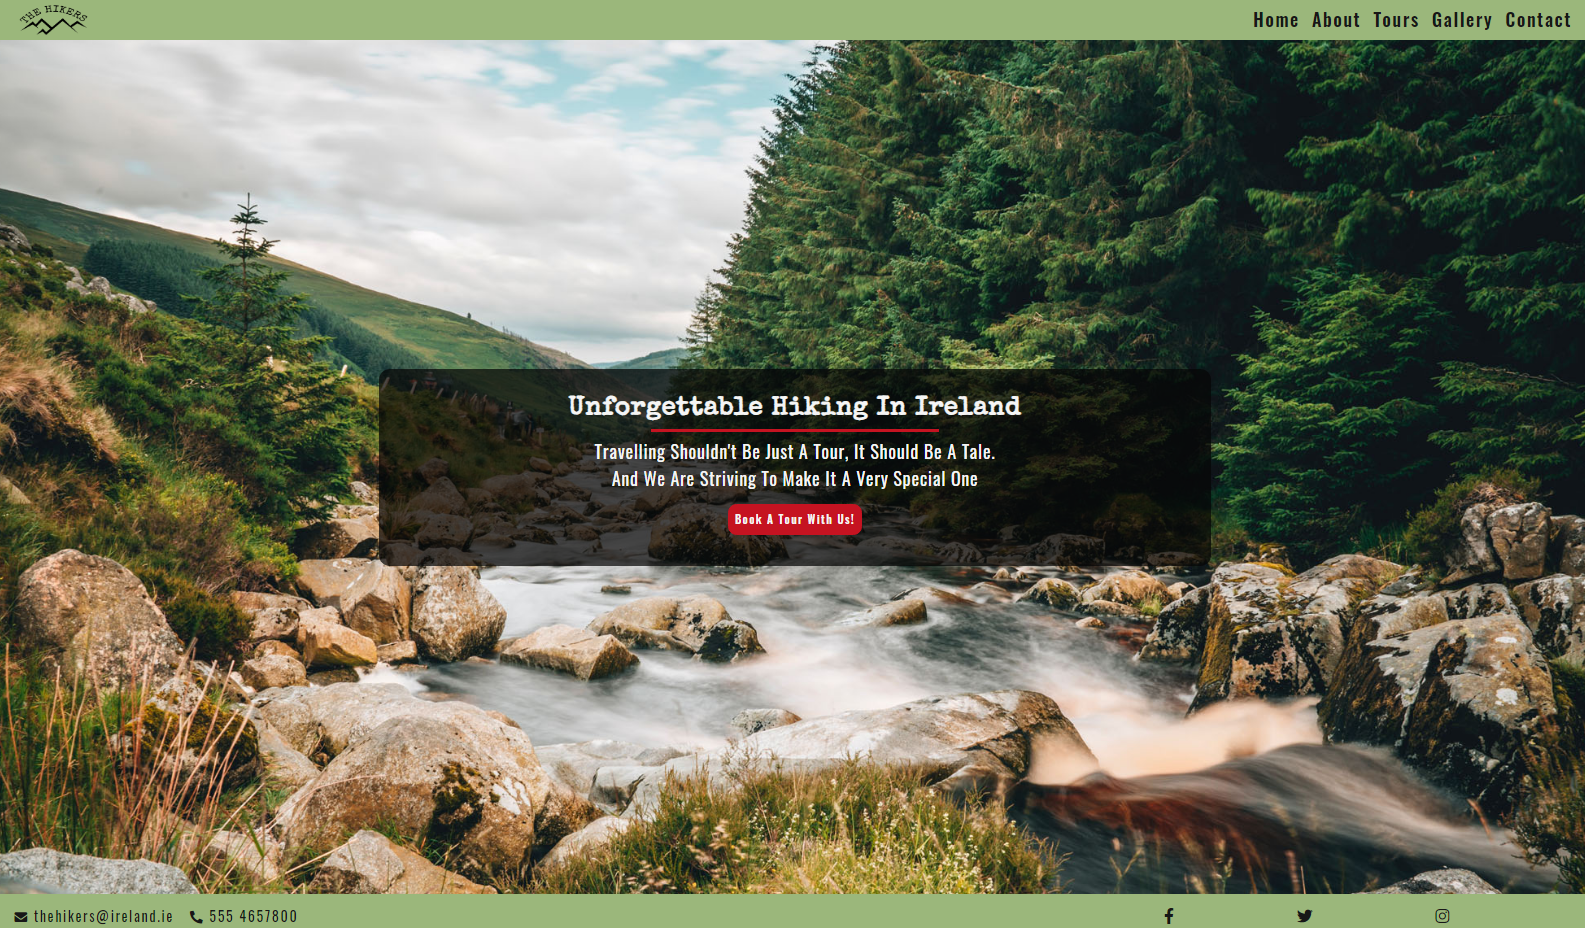 THE HIKERS
Home About Tours Gallery Contact
Unforgettable Hiking In Ireland
Travelling Shouldn't Be Just A Tour, It Should Be A Tale.
And We Are Striving To Make It A Very Special One
Book A Tour With Us!
thehikers@ireland.ie 555 4657800